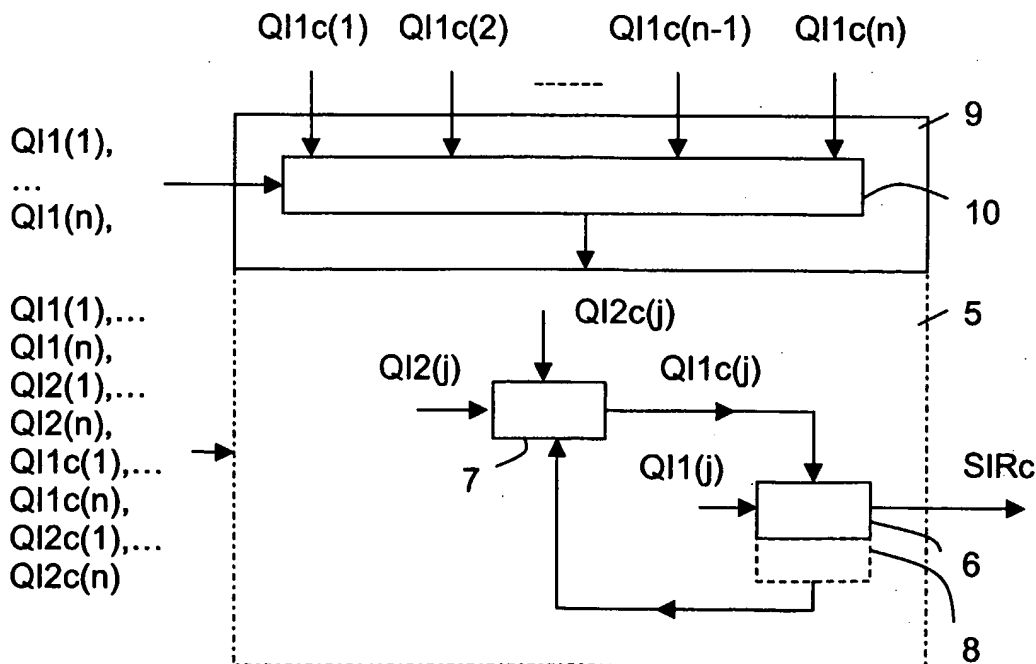 QI1c(1) QI1c(2) QI1c(n-1) QI1c(n)
9
QI1(1),
...
QI1(n),
10
QI1(1),...
QI1(n),
QI2(1),...
QI2(n),
QI1c(1),...
QI1c(n),
QI2c(1),...
QI2c(n)
5
QI2c(j)
QI2(j) QI1c(j)
7
QI1(j) SIRc
6
8